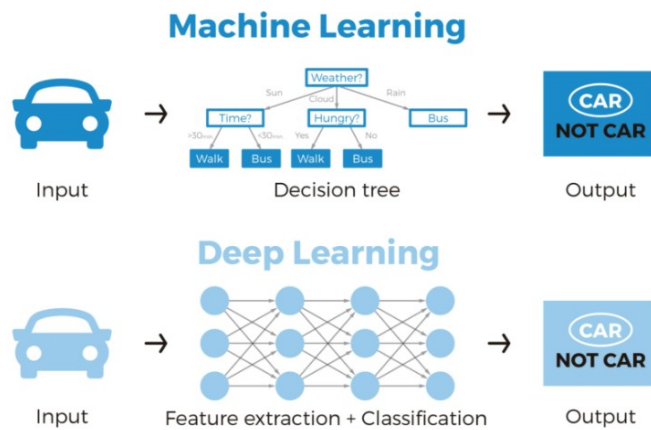 Machine Learning
Weather?
Sun
Cloud
Rain
Time?
Hungry?
Bus
>30min
<30min
Yes
No
Walk
Bus
Walk
Bus
CAR
NOT CAR
Input
Decision tree
Output
Deep Learning
CAR
NOT CAR
Input
Feature extraction + Classification
Output